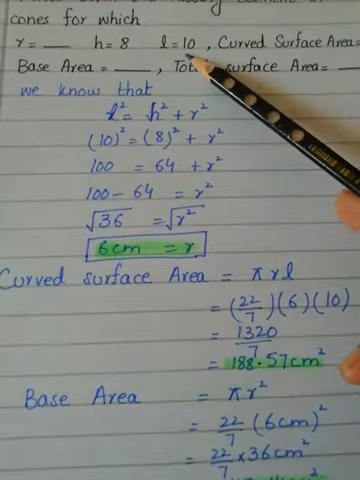 cones for which
r = ___ h = 8 l = 10 , Curved Surface Area=
Base Area = ___ , Total surface Area= ___
we know that
l² = h² + r²
(10)² = (8)² + r²
100 = 64 + r²
100 - 64 = r²
√36 = √r²
6cm = r
Curved surface Area = π r l
= (22/7)(6)(10)
= 1320/7
= 188.57cm²
Base Area = π r²
= 22/7 (6cm)²
= 22/7 × 36cm²